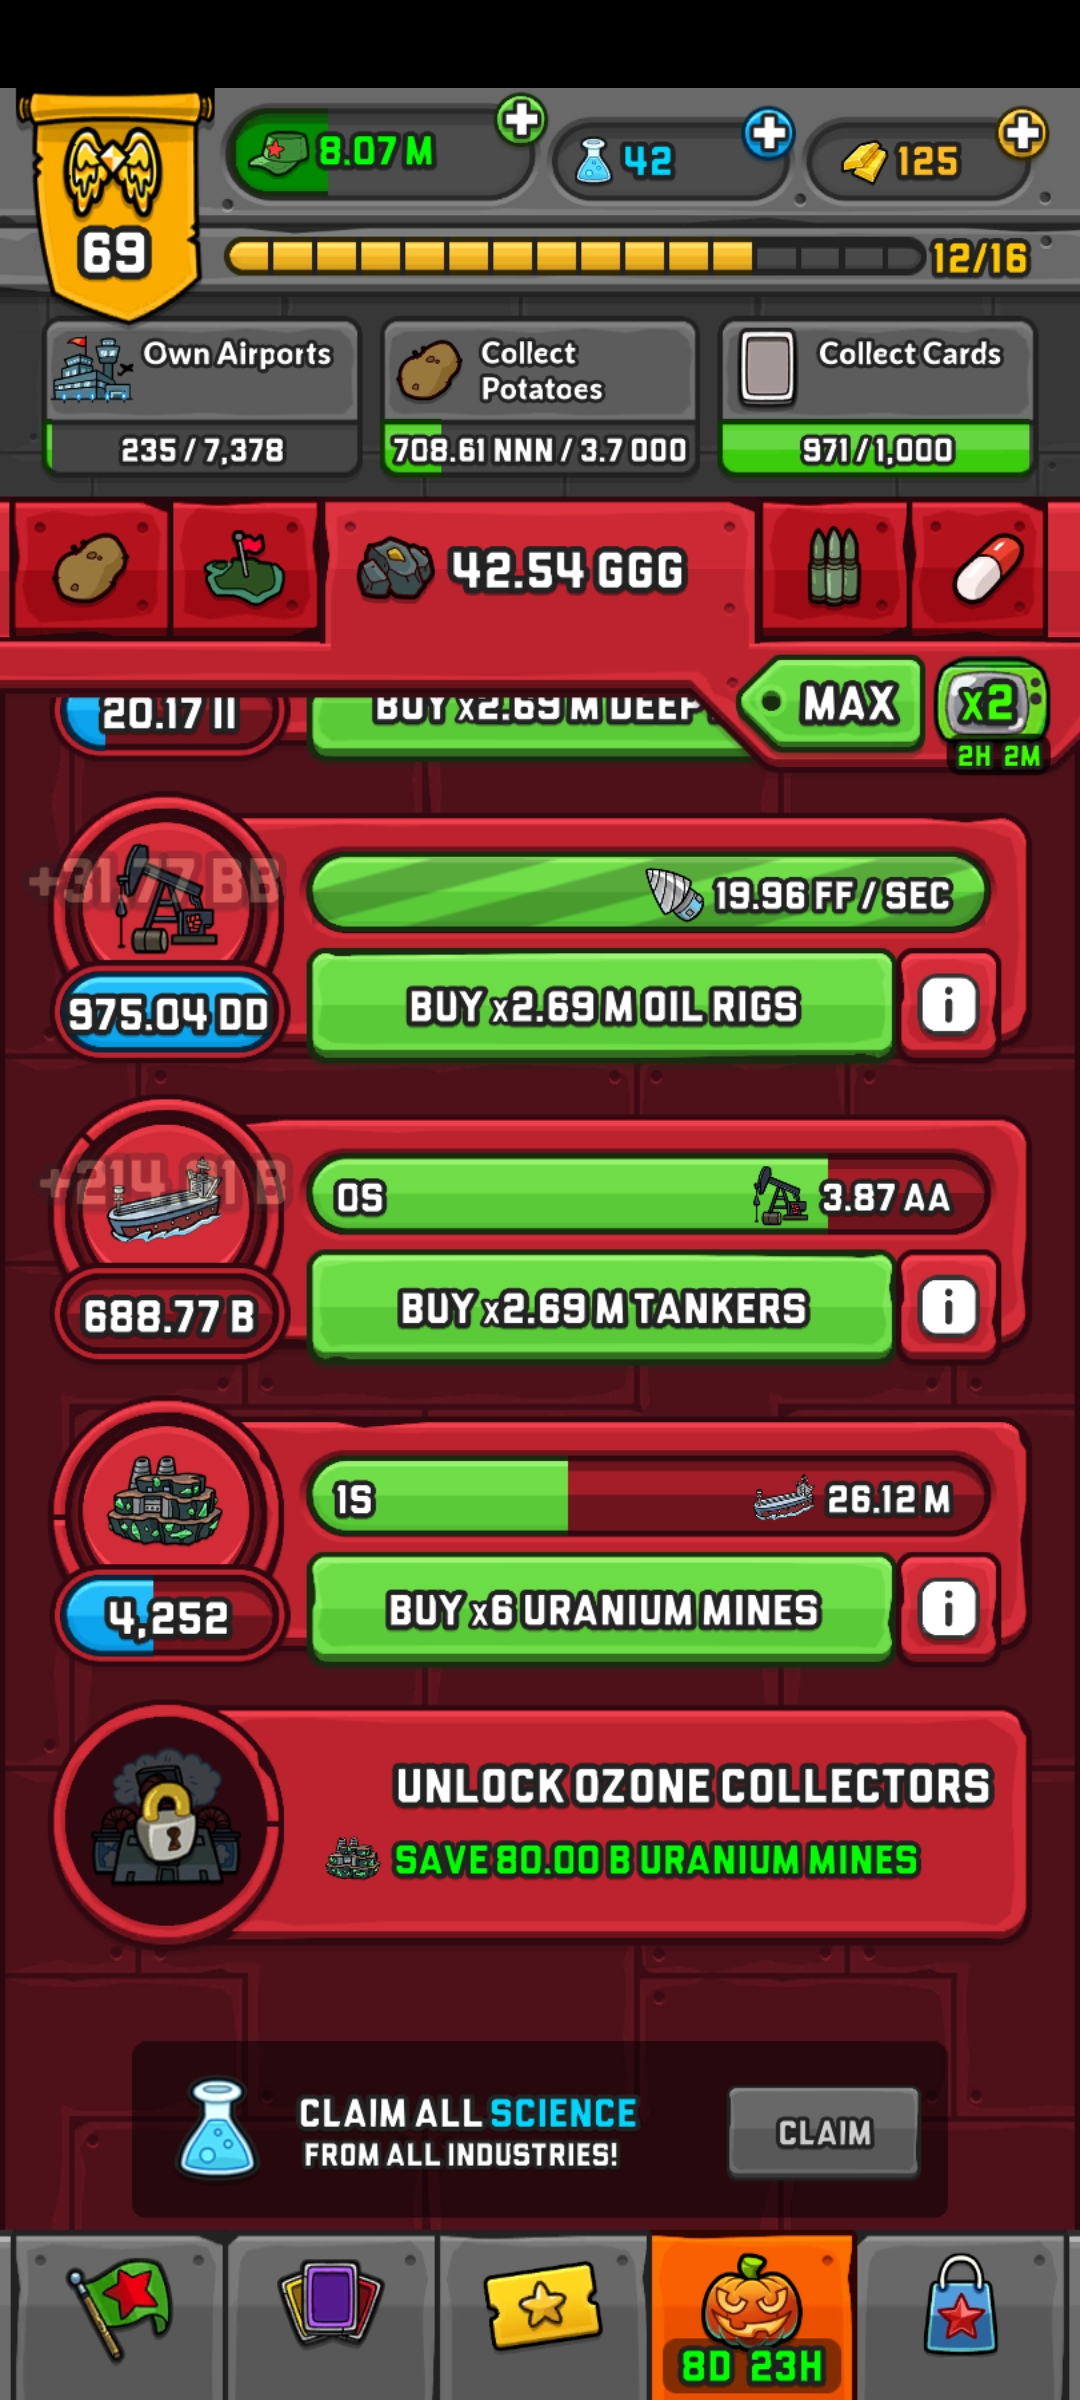 69
8.07 M
42
125
12/16
Own Airports
235 / 7,378
Collect
Potatoes
708.61 NNN / 3.7 OOO
Collect Cards
971 / 1,000
42.54 GGG
MAX
x2
2H 2M
20.17 II
BUY x2.69 M DEEP
+31.77 BB
19.96 FF / SEC
975.04 DD
BUY x2.69 M OIL RIGS
i
+214.01 B
0S
3.87 AA
688.77 B
BUY x2.69 M TANKERS
i
1S
26.12 M
4,252
BUY x6 URANIUM MINES
i
UNLOCK OZONE COLLECTORS
SAVE 80.00 B URANIUM MINES
CLAIM ALL SCIENCE
FROM ALL INDUSTRIES!
CLAIM
8D 23H